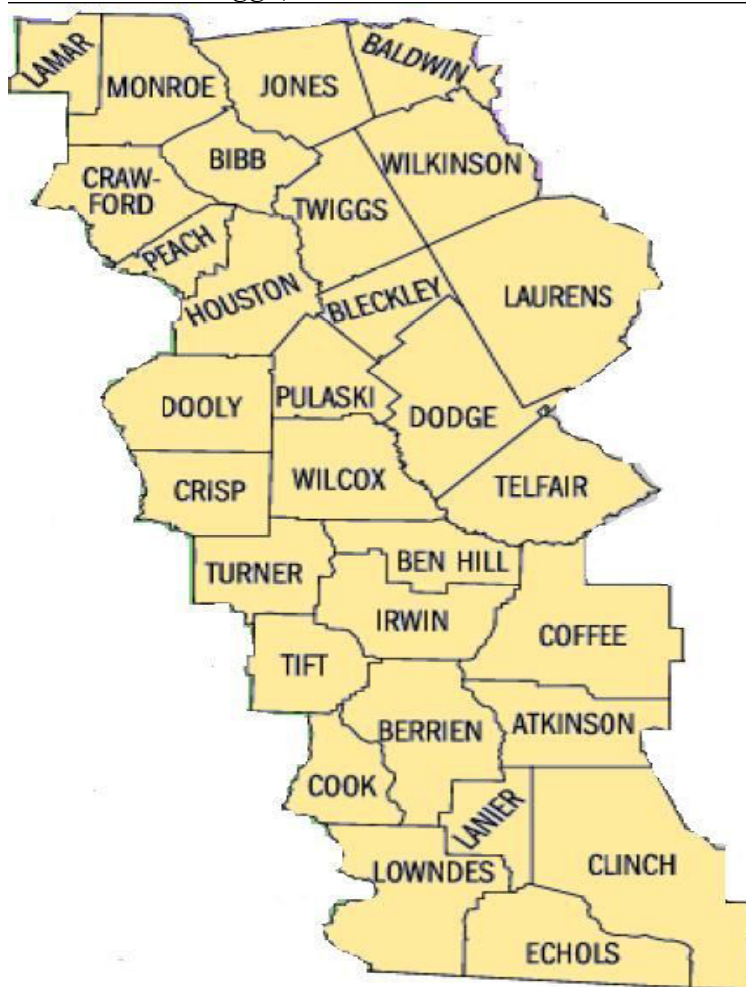 LAMAR
MONROE
JONES
BALDWIN
BIBB
WILKINSON
CRAW-
FORD
TWIGGS
PEACH
HOUSTON
BLECKLEY
LAURENS
DOOLY
PULASKI
DODGE
CRISP
WILCOX
TELFAIR
TURNER
BEN HILL
IRWIN
COFFEE
TIFT
BERRIEN
ATKINSON
COOK
LANIER
LOWNDES
CLINCH
ECHOLS